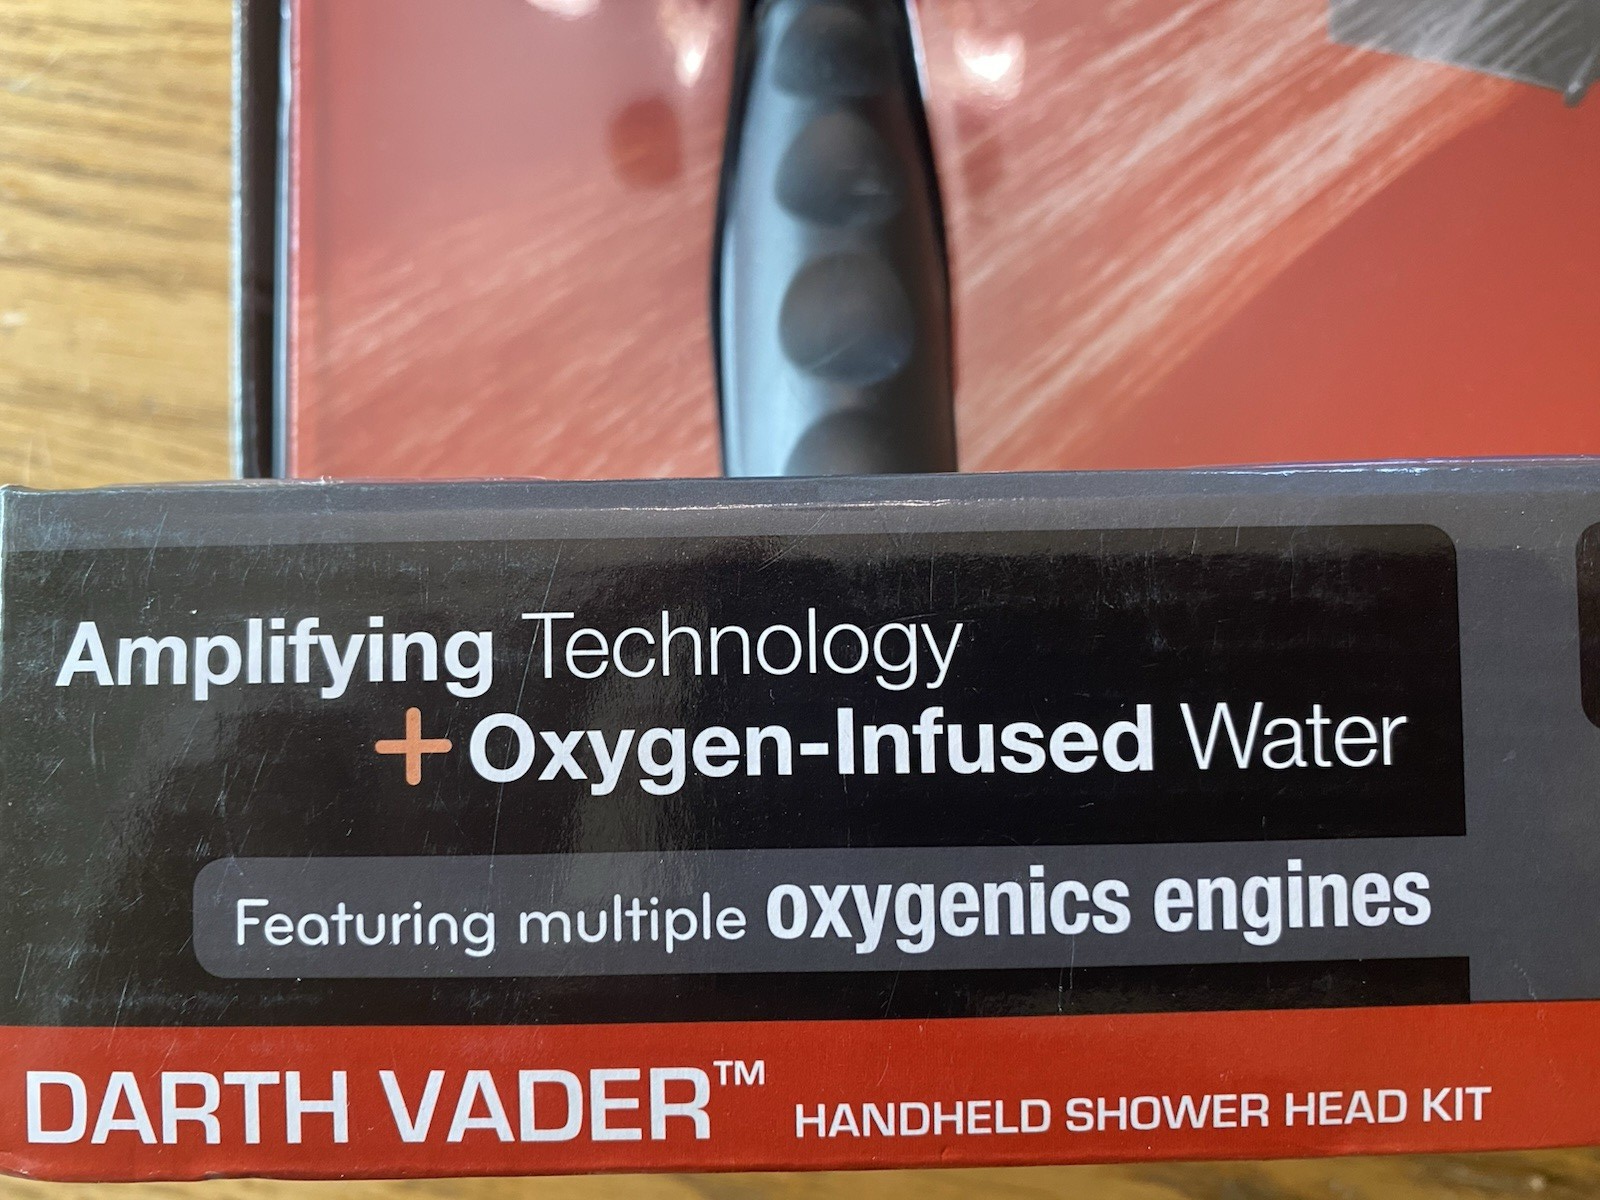 Amplifying Technology
+Oxygen-Infused Water
Featuring multiple oxygenics engines
DARTH VADER™ HANDHELD SHOWER HEAD KIT